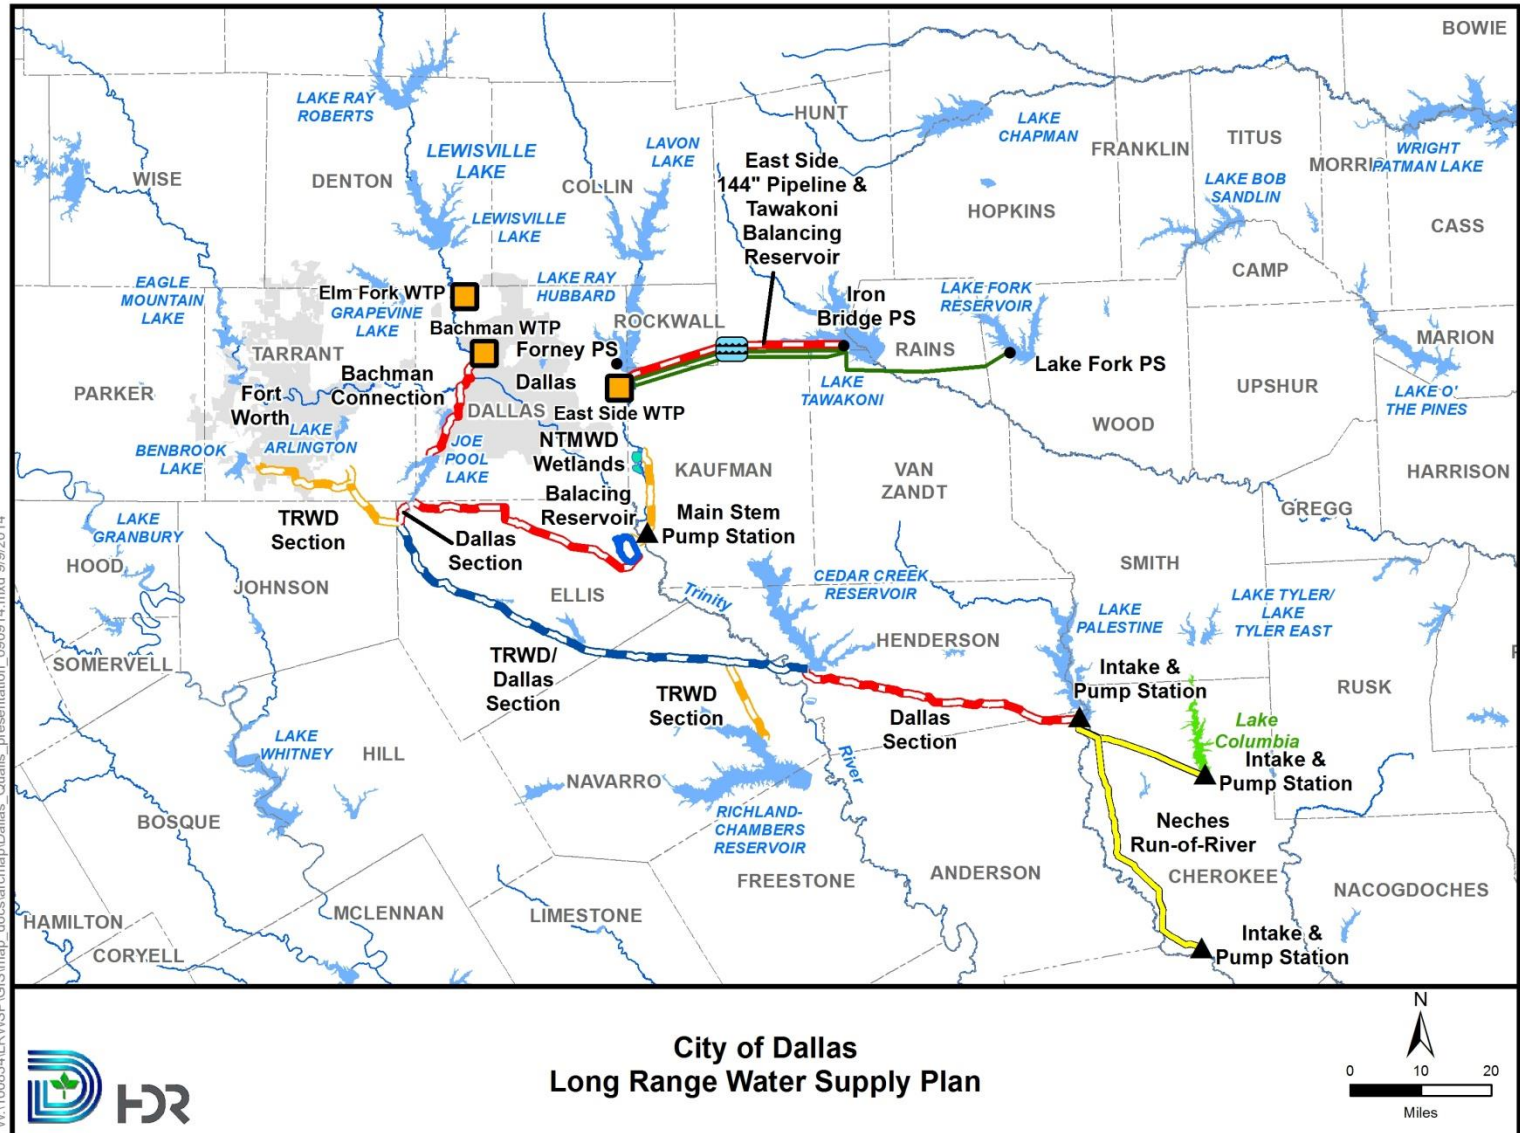 BOWIE
LAKE RAY
ROBERTS
HUNT
LAKE
CHAPMAN
TITUS
FRANKLIN
MORRIS
WRIGHT
PATMAN LAKE
WISE
DENTON
LEWISVILLE
LAKE
LAVON
LAKE
COLLIN
East Side
144" Pipeline &
Tawakoni
Balancing
Reservoir
LAKE BOB
SANDLIN
HOPKINS
CASS
LEWISVILLE
LAKE
CAMP
EAGLE
MOUNTAIN
LAKE
Elm Fork WTP
GRAPEVINE
LAKE
LAKE RAY
HUBBARD
Iron
Bridge PS
LAKE FORK
RESERVOIR
ROCKWALL
MARION
Bachman WTP
TARRANT
Forney PS
RAINS
Lake Fork PS
Bachman
Connection
Dallas
PARKER
Fort
Worth
DALLAS
East Side WTP
LAKE
TAWAKONI
UPSHUR
LAKE O'
THE PINES
LAKE
ARLINGTON
WOOD
BENBROOK
LAKE
JOE
POOL
LAKE
NTMWD
Wetlands
KAUFMAN
VAN
ZANDT
HARRISON
Balacing
Reservoir
Main Stem
Pump Station
GREGG
LAKE
GRANBURY
TRWD
Section
Dallas
Section
HOOD
JOHNSON
ELLIS
SMITH
Trinity
CEDAR CREEK
RESERVOIR
LAKE
PALESTINE
LAKE TYLER/
LAKE
TYLER EAST
HENDERSON
SOMERVELL
TRWD/
Dallas
Section
TRWD
Section
Intake &
Pump Station
RUSK
Dallas
Section
Lake
Columbia
LAKE
WHITNEY
HILL
River
Intake &
Pump Station
NAVARRO
BOSQUE
RICHLAND-
CHAMBERS
RESERVOIR
Neches
Run-of-River
FREESTONE
ANDERSON
CHEROKEE
NACOGDOCHES
HAMILTON
MCLENNAN
LIMESTONE
CORYELL
Intake &
Pump Station
City of Dallas
Long Range Water Supply Plan
HDR
N
0 10 20
Miles